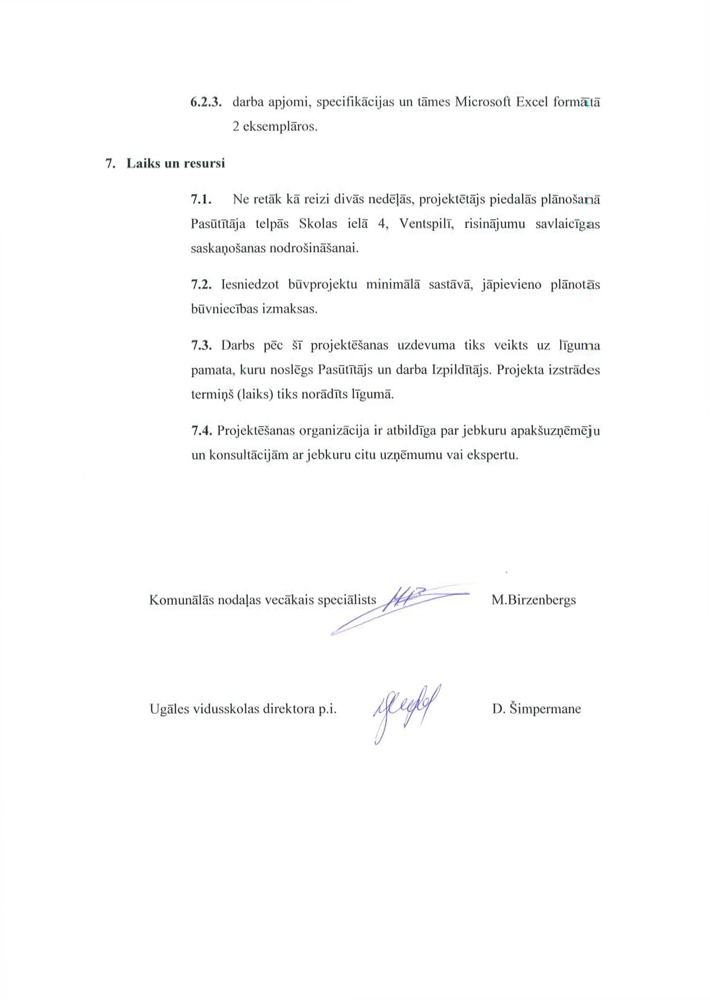 6.2.3. darba apjomi, specifikācijas un tāmes Microsoft Excel formātā
2 eksemplāros.
7. Laiks un resursi
7.1. Ne retāk kā reizi divās nedēļās, projektētājs piedalās plānošanā
Pasūtītāja telpās Skolas ielā 4, Ventspilī, risinājumu savlaicīgas
saskaņošanas nodrošināšanai.
7.2. Iesniedzot būvprojektu minimālā sastāvā, jāpievieno plānotās
būvniecības izmaksas.
7.3. Darbs pēc šī projektēšanas uzdevuma tiks veikts uz līguma
pamata, kuru noslēgs Pasūtītājs un darba Izpildītājs. Projekta izstrādes
termiņš (laiks) tiks norādīts līgumā.
7.4. Projektēšanas organizācija ir atbildīga par jebkuru apakšuzņēmēju
un konsultācijām ar jebkuru citu uzņēmumu vai ekspertu.
Komunālās nodaļas vecākais speciālists M.Birzenbergs
Ugāles vidusskolas direktora p.i. D. Šimpermane